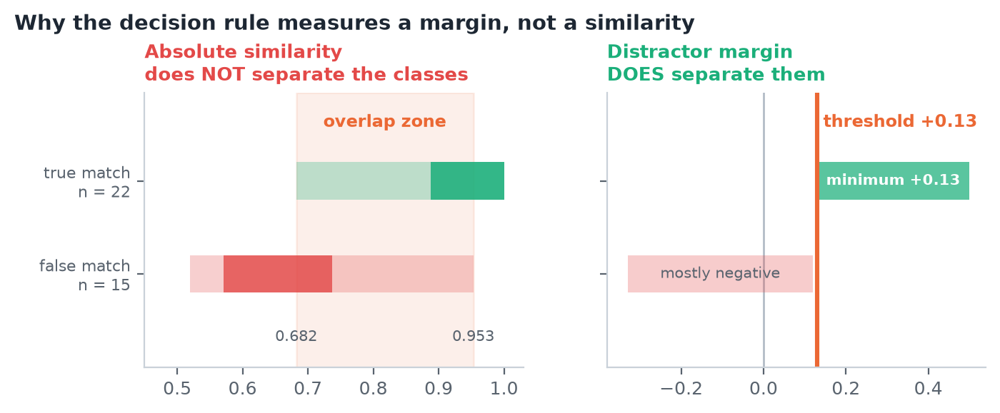 Why the decision rule measures a margin, not a similarity
Absolute similarity
does NOT separate the classes
overlap zone
true match
n = 22
false match
n = 15
0.682
0.953
0.5
0.6
0.7
0.8
0.9
1.0
Distractor margin
DOES separate them
threshold +0.13
minimum +0.13
mostly negative
−0.2
0.0
0.2
0.4